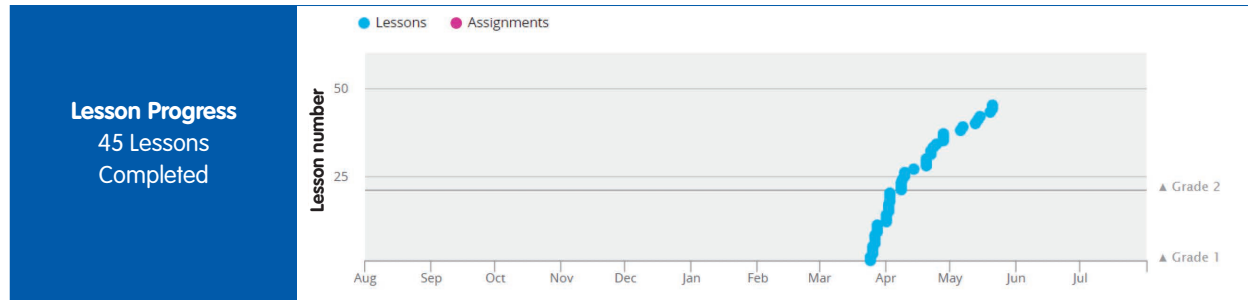 Lesson Progress
45 Lessons
Completed
Lessons
Assignments
Lesson number
50
25
▲ Grade 2
▲ Grade 1
Aug Sep Oct Nov Dec Jan Feb Mar Apr May Jun Jul